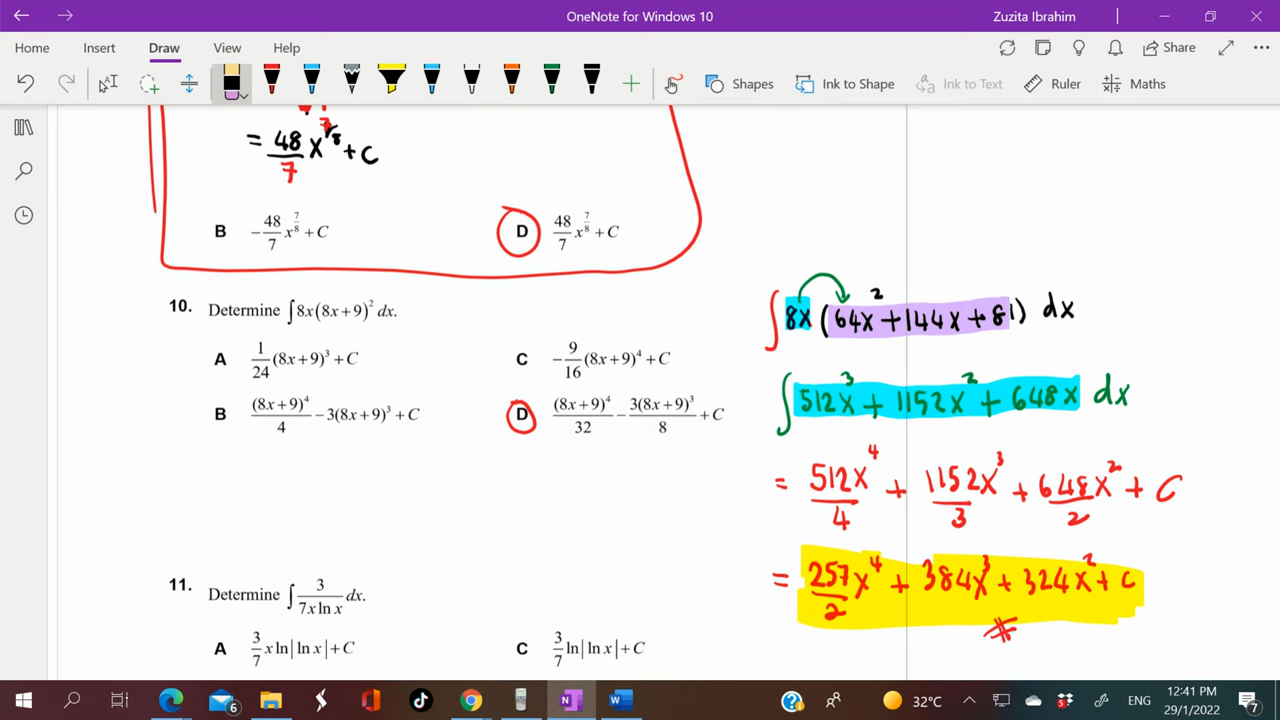 OneNote for Windows 10
Zuzita Ibrahim
Home Insert Draw View Help
Share
Shapes Ink to Shape Ink to Text Ruler Maths
= 48/7 x^7/8 + C
B −48/7 x^7/8 + C
D 48/7 x^7/8 + C
10. Determine ∫8x(8x+9)² dx.
A 1/24 (8x+9)³ + C
C −9/16 (8x+9)⁴ + C
B (8x+9)⁴/4 − 3(8x+9)³ + C
D (8x+9)⁴/32 − 3(8x+9)³/8 + C
∫ 8x (64x² + 144x + 81) dx
∫ 512x³ + 1152x² + 648x dx
= 512x⁴/4 + 1152x³/3 + 648x²/2 + C
= 257x⁴/2 + 384x³ + 324x² + C
11. Determine ∫ 3/(7x ln x) dx.
A 3/7 x ln| ln x| + C
C 3/7 ln| ln x| + C
6
32°C
5
ENG
12:41 PM
29/1/2022
7